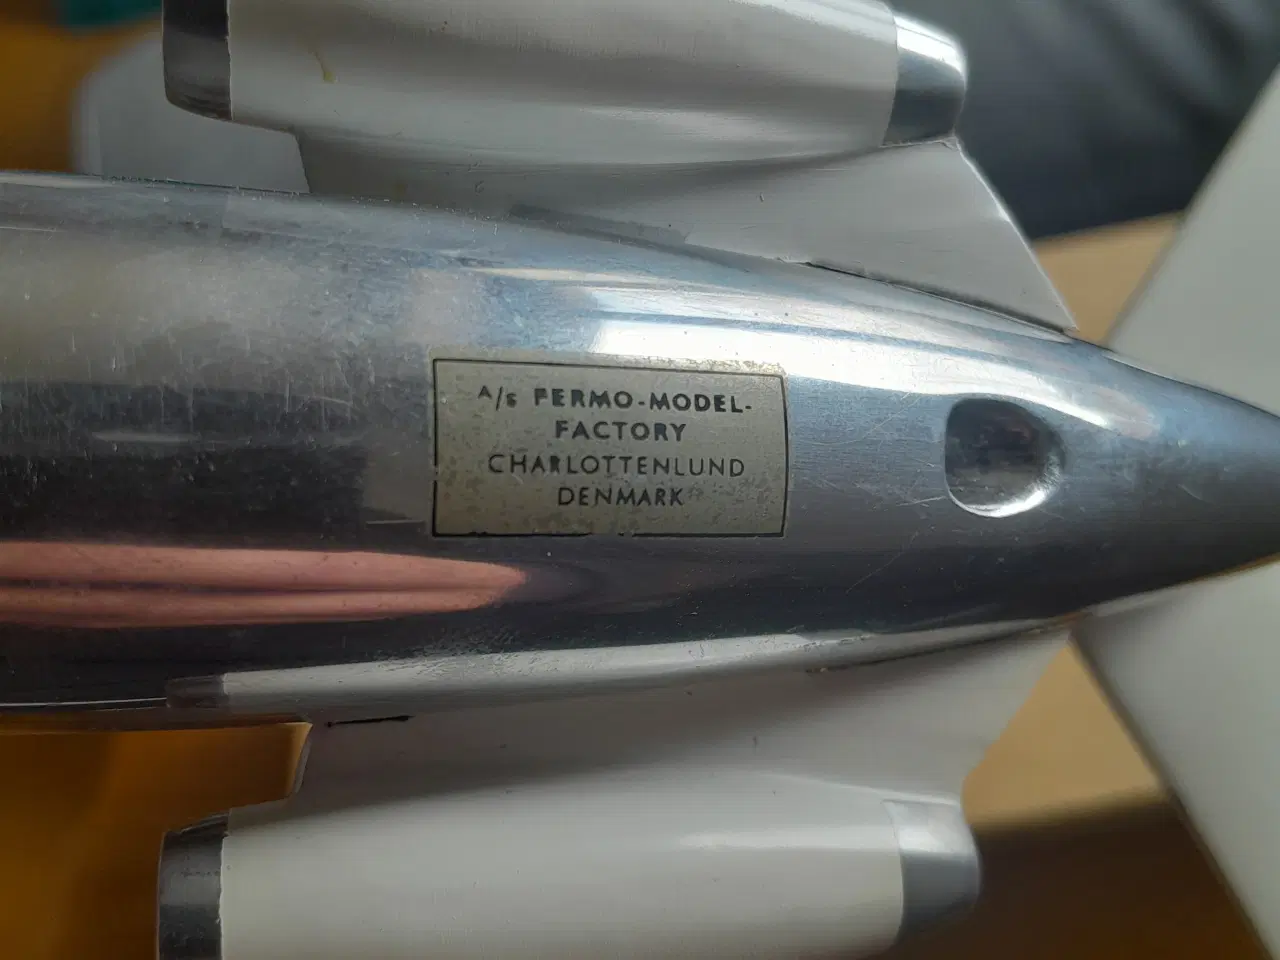 A/s FERMO-MODEL-
FACTORY
CHARLOTTENLUND
DENMARK